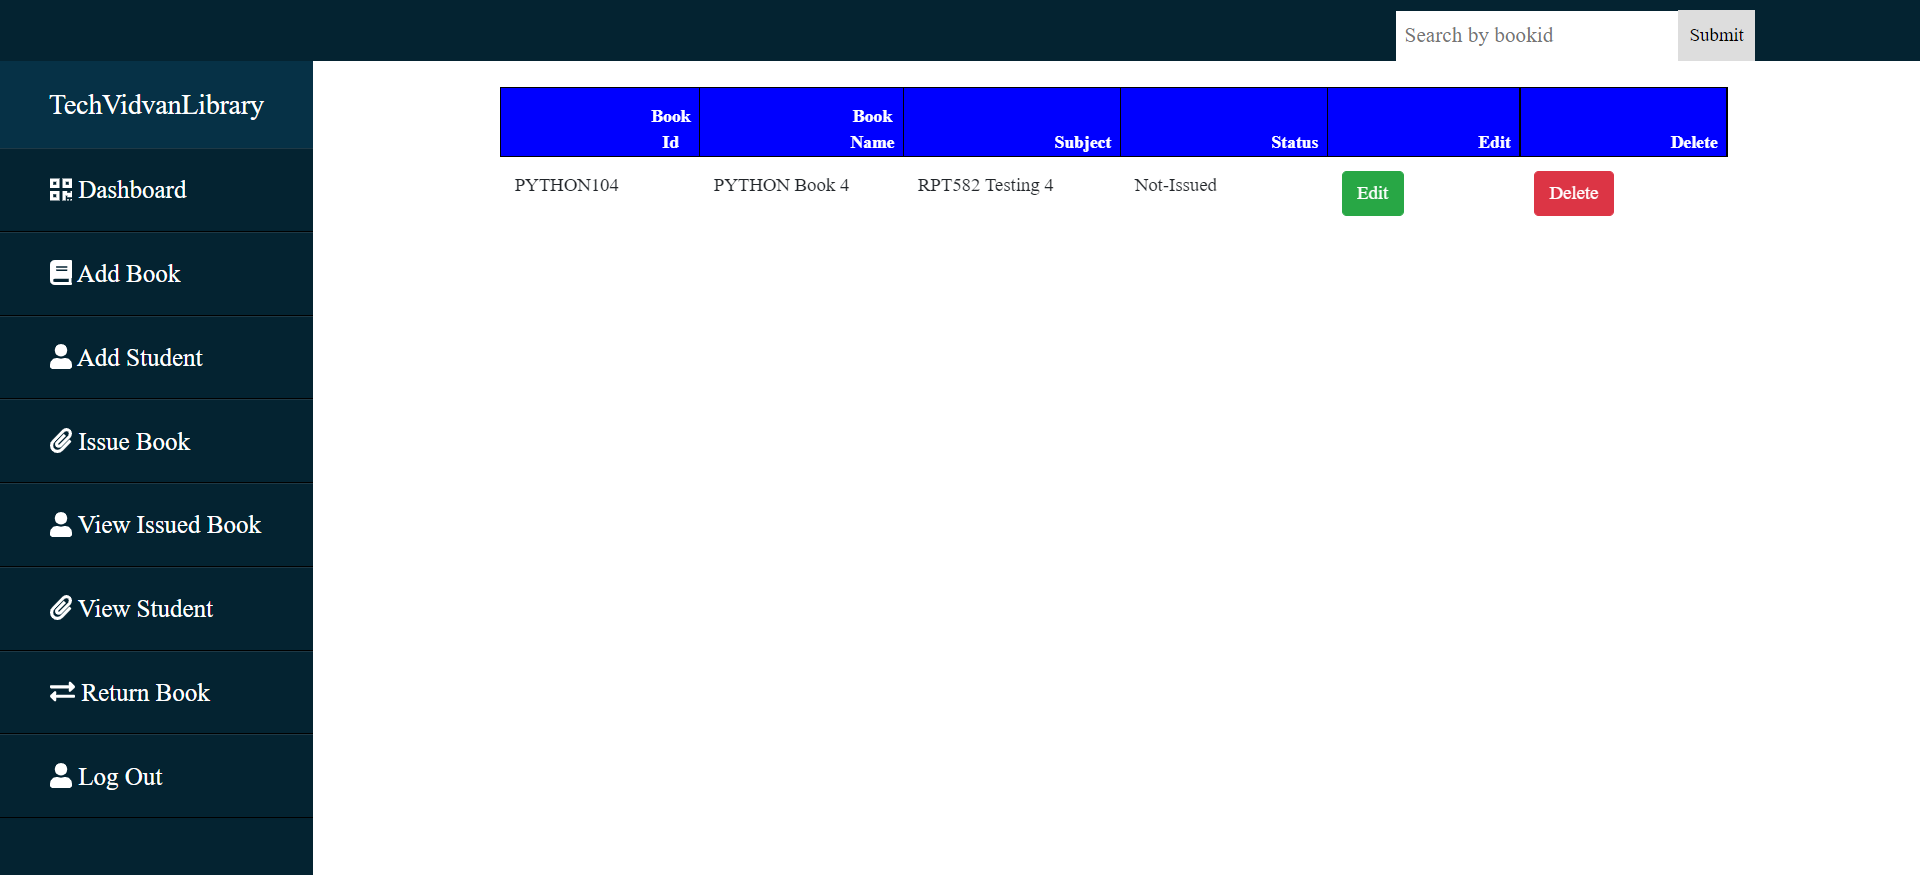 Search by bookid Submit
TechVidvanLibrary
Dashboard
Add Book
Add Student
Issue Book
View Issued Book
View Student
Return Book
Log Out
Book Id Book Name Subject Status Edit Delete
PYTHON104 PYTHON Book 4 RPT582 Testing 4 Not-Issued Edit Delete